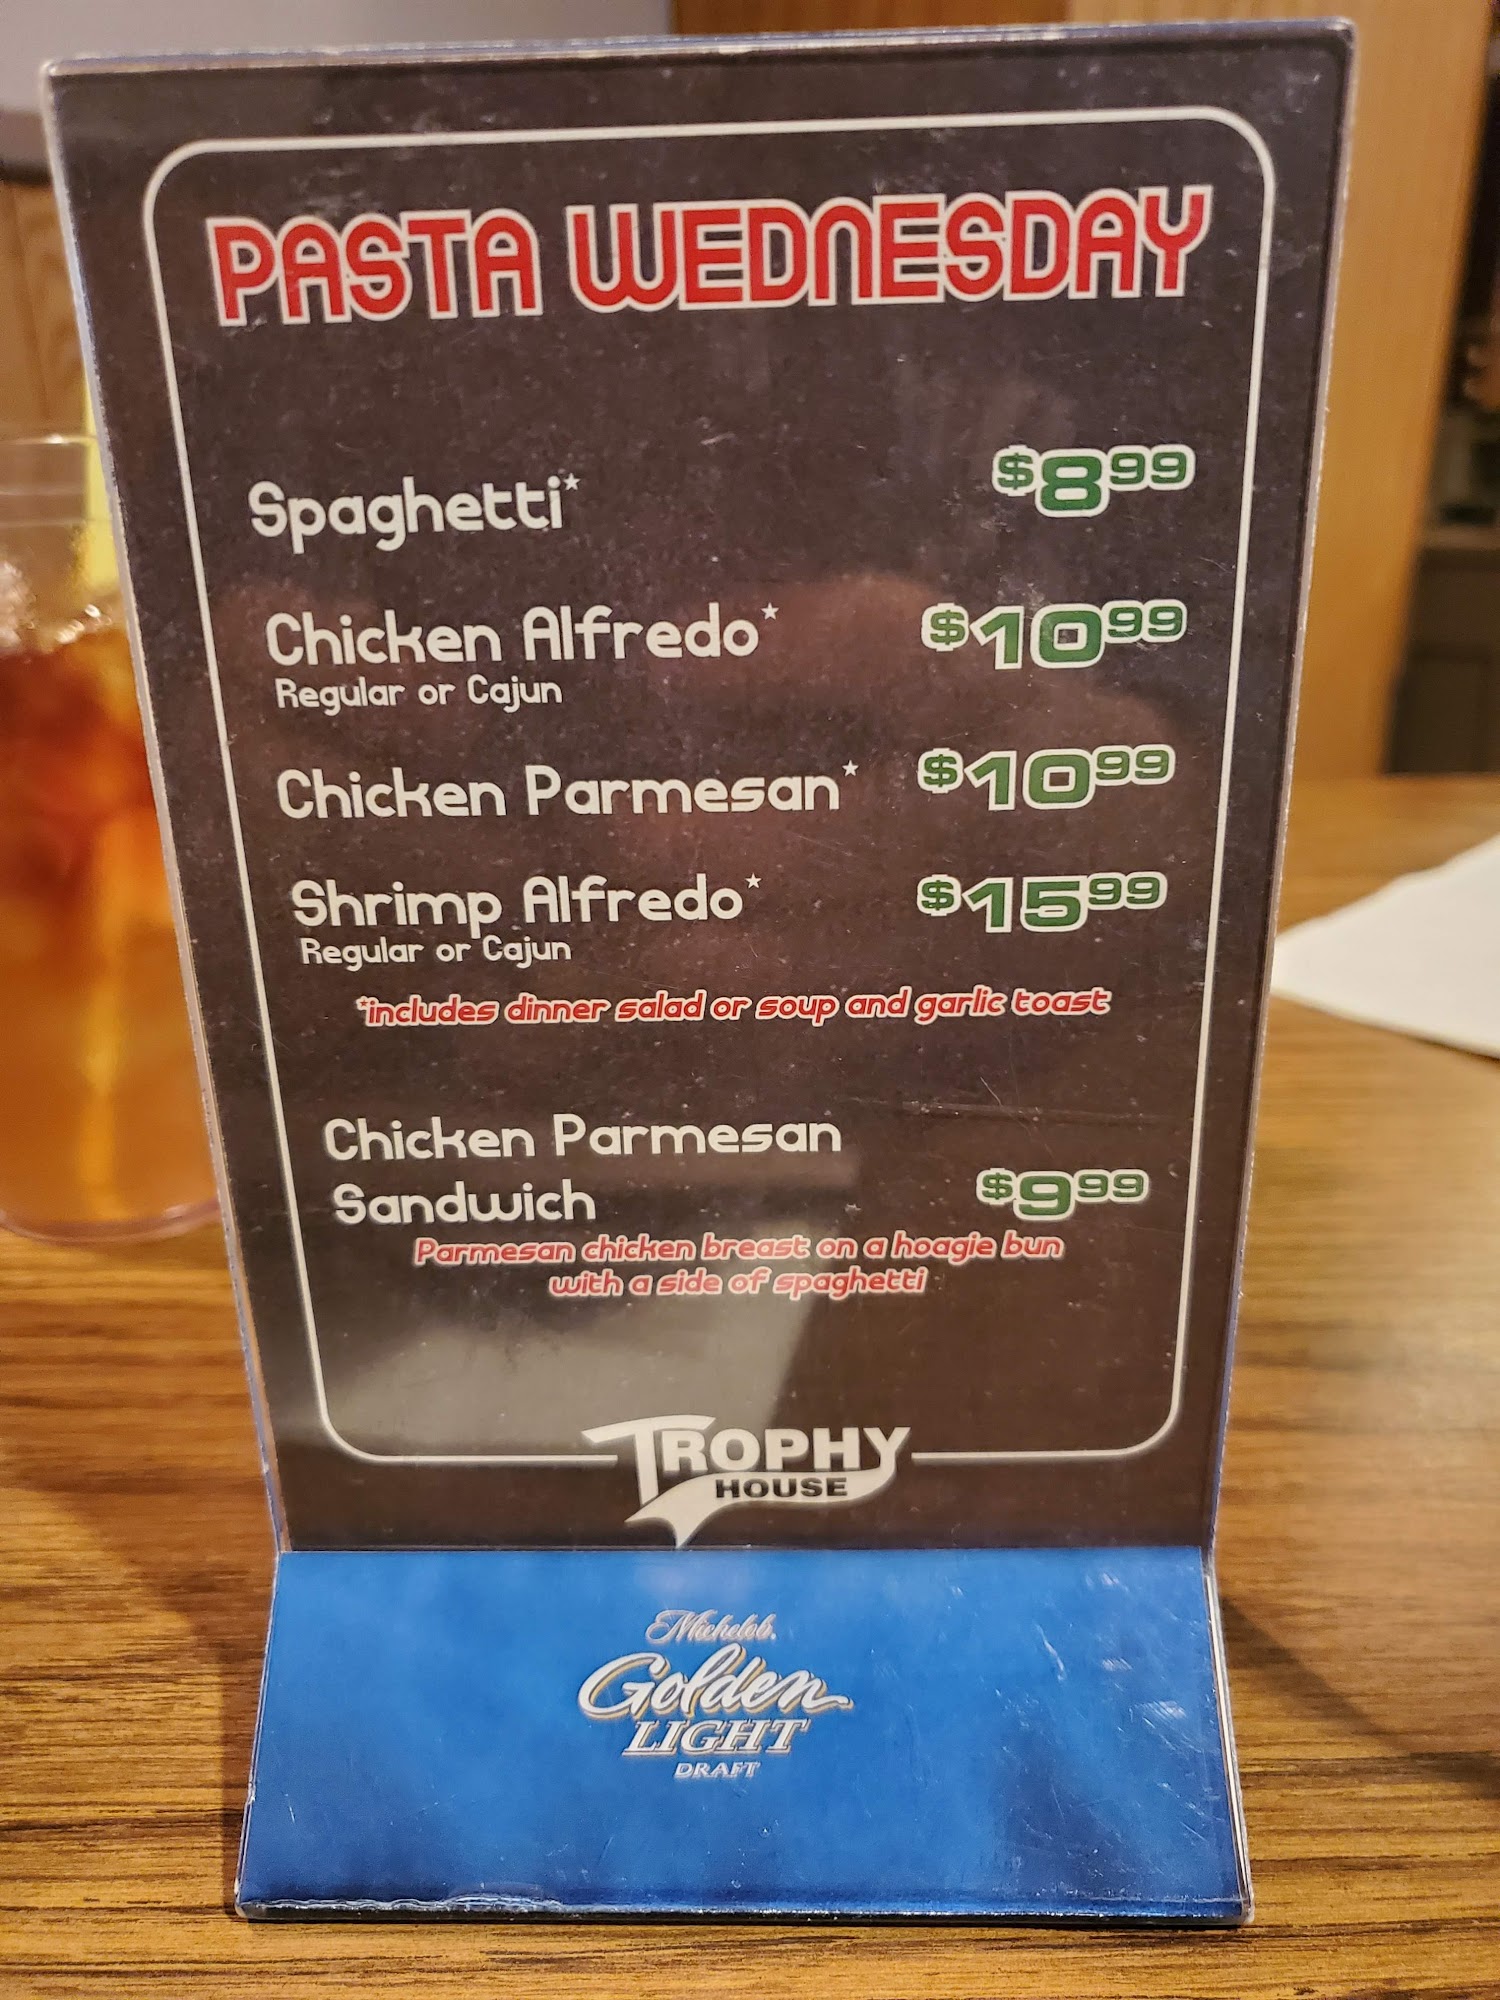 PASTA WEDNESDAY
Spaghetti* $8.99
Chicken Alfredo* $10.99
Regular or Cajun
Chicken Parmesan* $10.99
Shrimp Alfredo* $15.99
Regular or Cajun
*includes dinner salad or soup and garlic toast
Chicken Parmesan
Sandwich $9.99
Parmesan chicken breast on a hoagie bun
with a side of spaghetti
TROPHY
HOUSE
Michelob.
Golden
LIGHT
DRAFT